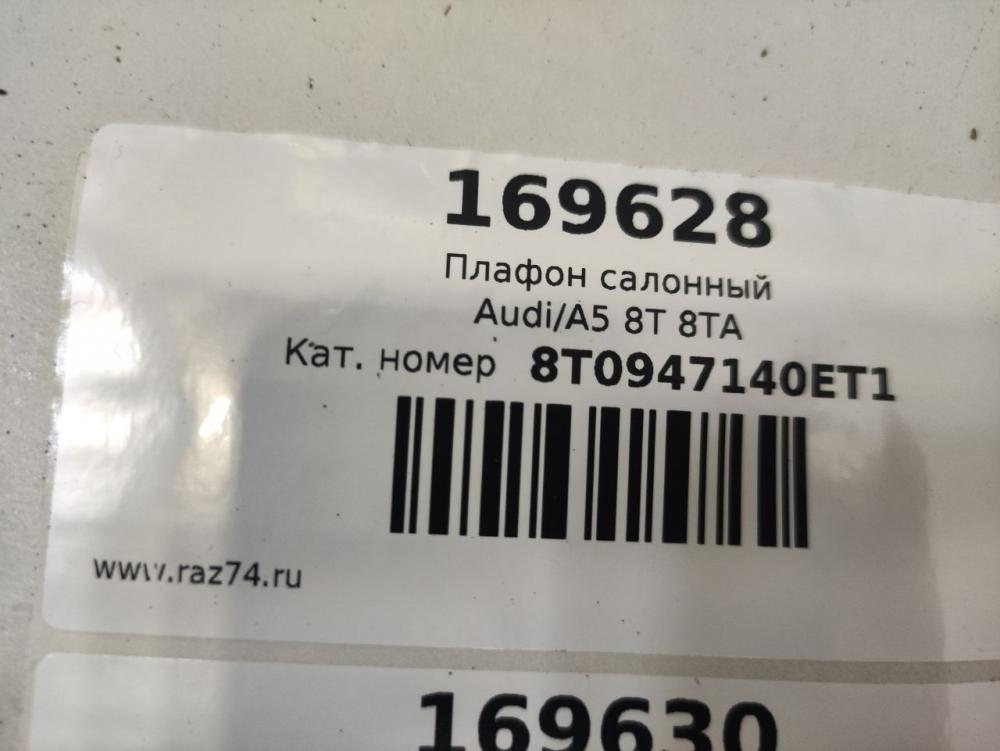 169628
Плафон салонный
Audi/A5 8T 8TA
Кат. номер 8T0947140ET1
www.raz74.ru
169630